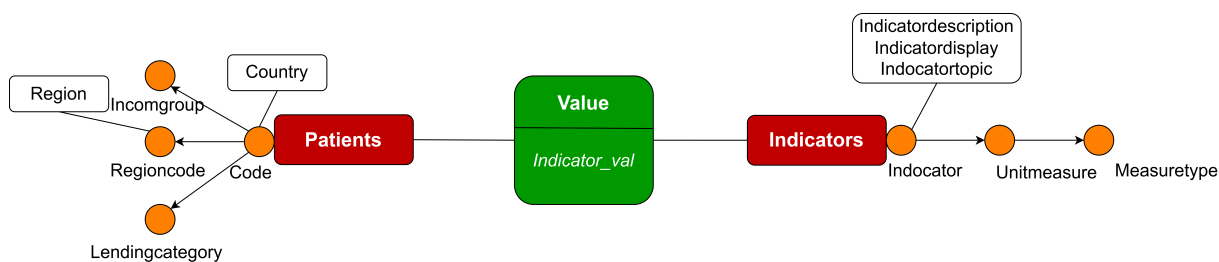 Indicatordescription
Indicatordisplay
Indocatortopic
Country
Region
Incomgroup
Value
Patients
Indicators
Indicator_val
Regioncode
Code
Indocator
Unitmeasure
Measuretype
Lendingcategory